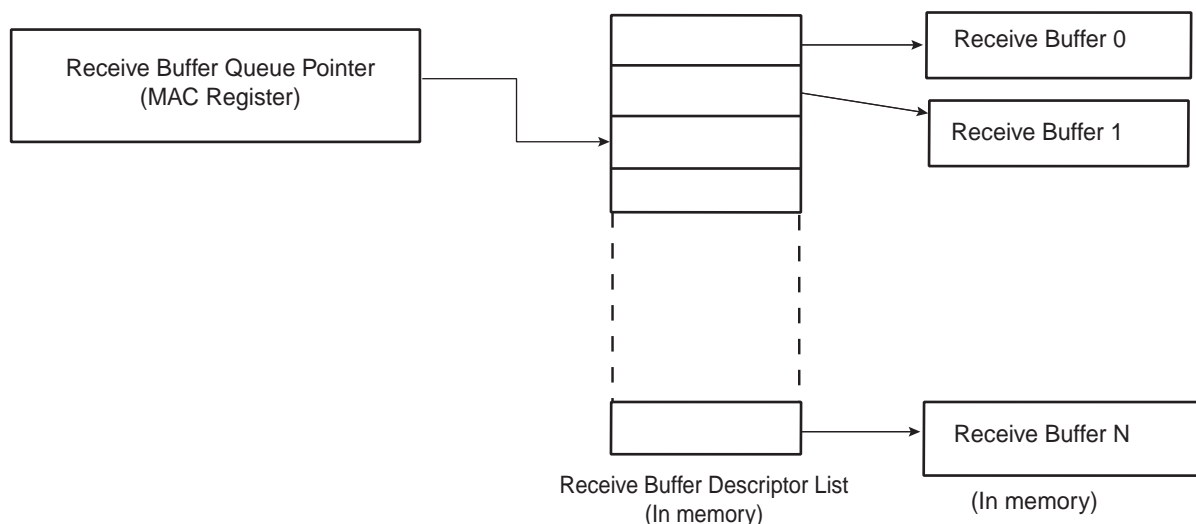 Receive Buffer Queue Pointer
(MAC Register)
Receive Buffer 0
Receive Buffer 1
Receive Buffer N
Receive Buffer Descriptor List
(In memory)
(In memory)